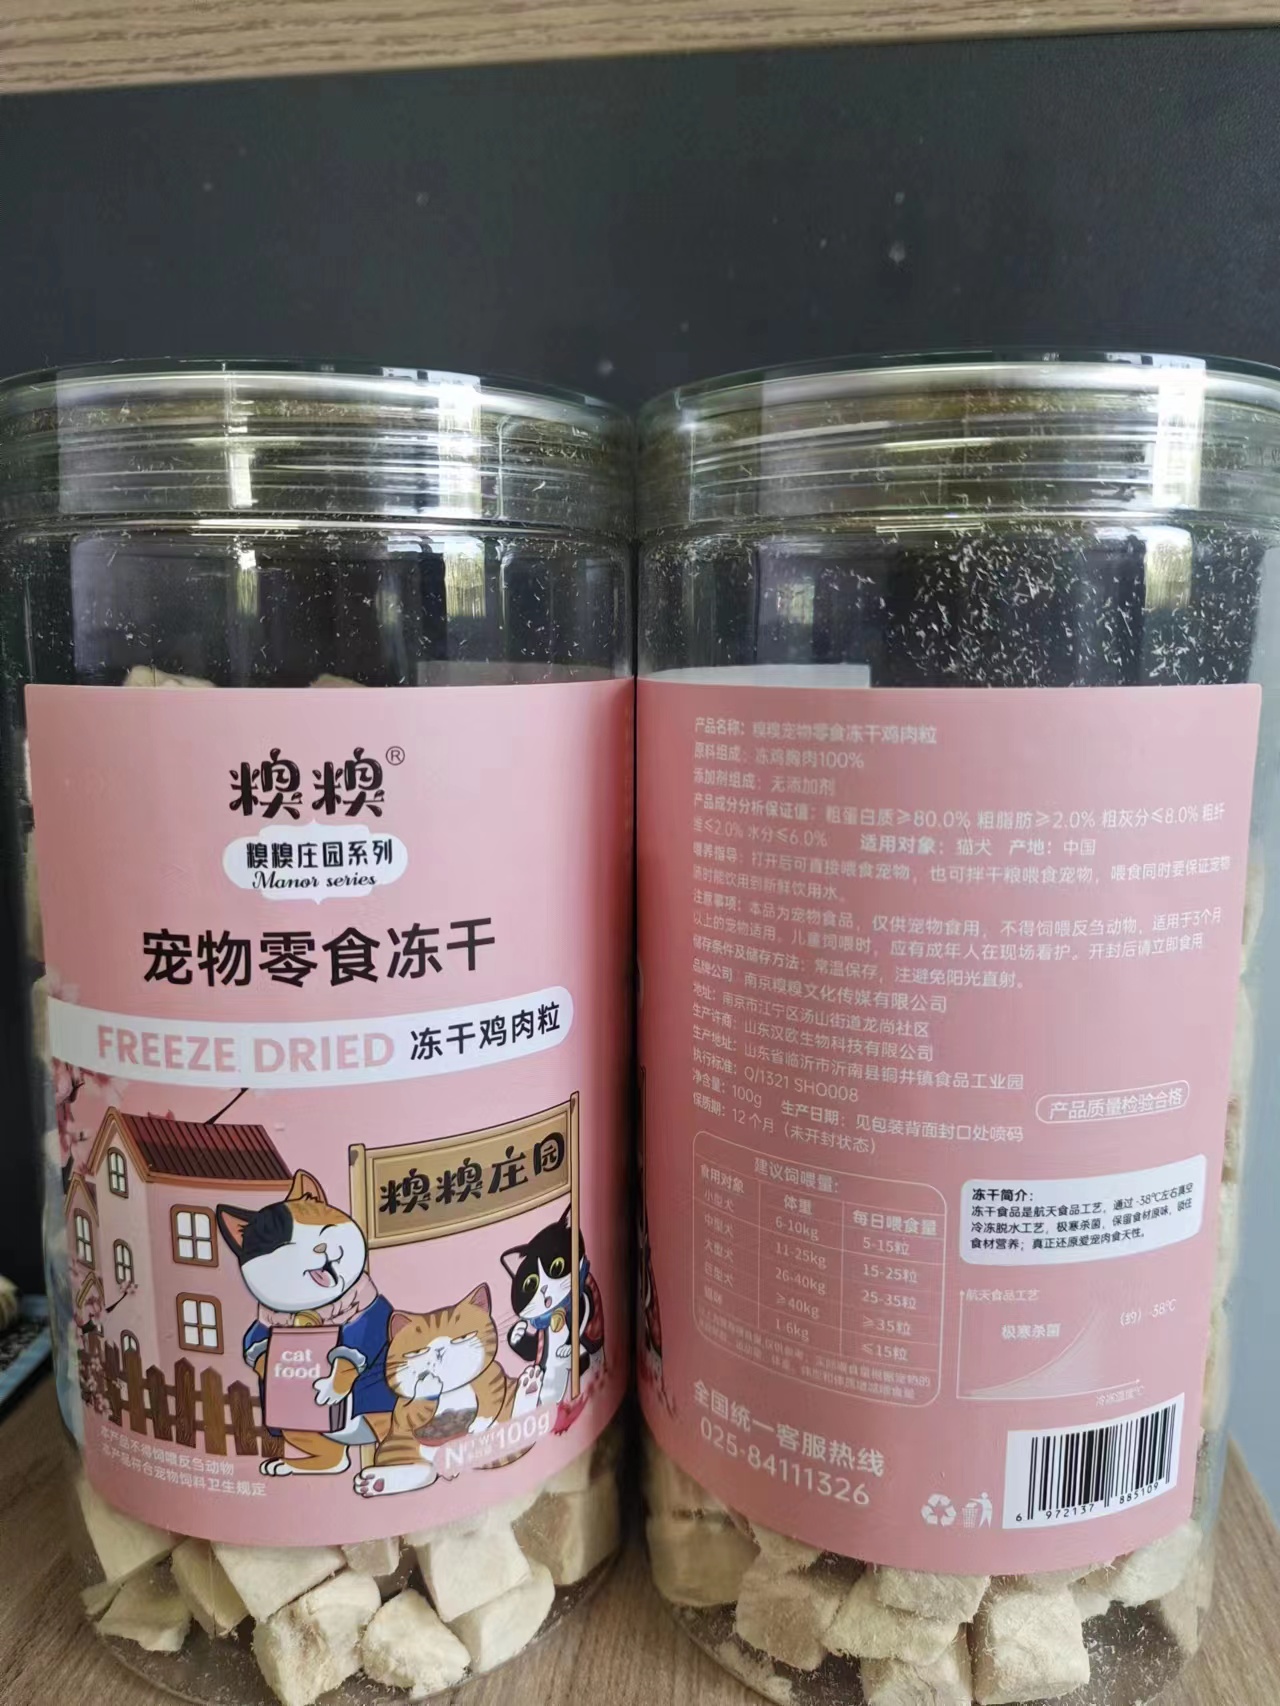 糗糗®
糗糗庄园系列
Manor series
宠物零食冻干
FREEZE DRIED 冻干鸡肉粒
糗糗庄园
cat
food
净含量100g
本产品不得饲喂反刍动物
本产品符合宠物饲料卫生规定
产品名称：糗糗宠物零食冻干鸡肉粒
原料组成：冻鸡胸肉100%
添加剂组成：无添加剂
产品成分分析保证值：粗蛋白质≥80.0% 粗脂肪≥2.0% 粗灰分≤8.0% 粗纤
维≤2.0% 水分≤6.0% 适用对象：猫犬 产地：中国
喂养指导：打开后可直接喂食宠物，也可拌干粮喂食宠物，喂食同时要保证宠物
随时能饮用到新鲜饮用水。
注意事项：本品为宠物食品，仅供宠物食用，不得饲喂反刍动物，适用于3个月
以上的宠物适用。儿童饲喂时，应有成年人在现场看护。开封后请立即食用
储存条件及储存方法：常温保存，注避免阳光直射。
品牌公司：南京糗糗文化传媒有限公司
地址：南京市江宁区汤山街道龙尚社区
生产许商：山东汉欧生物科技有限公司
生产地址：山东省临沂市沂南县铜井镇食品工业园
执行标准：Q/1321 SHO008
净含量：100g 生产日期：见包装背面封口处喷码
保质期：12个月（未开封状态）
产品质量检验合格
建议饲喂量：
食用对象 体重 每日喂食量
小型犬 6-10kg 5-15粒
中型犬 11-25kg 15-25粒
大型犬 26-40kg 25-35粒
巨型犬 ≥40kg ≥35粒
猫咪 1-6kg ≤15粒
冻干简介：
冻干食品是航天食品工艺，通过-38℃左右真空
冷冻脱水工艺，极寒杀菌，保留食材原味，锁住
食材营养；真正还原爱宠肉食天性。
航天食品工艺
极寒杀菌
（约）-38℃
冷冻温度℃
全国统一客服热线
025-84111326
6 972137 885109